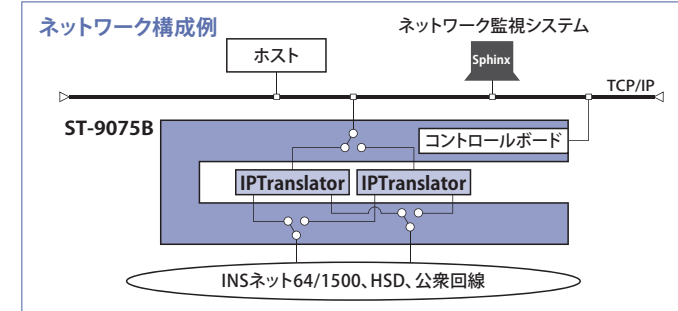 ネットワーク構成例
ホスト
ネットワーク監視システム
Sphinx
TCP/IP
ST-9075B
コントロールボード
IPTranslator
IPTranslator
INSネット64/1500、HSD、公衆回線